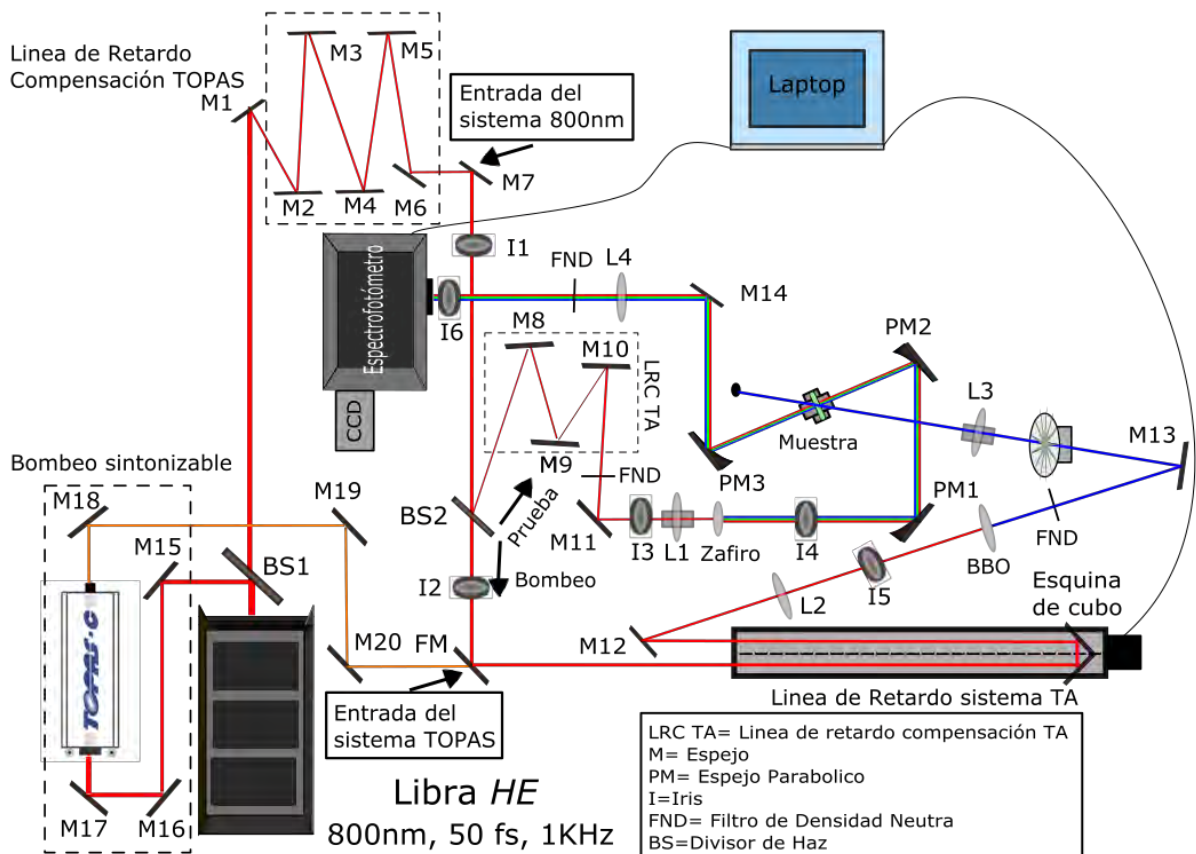 Linea de Retardo
Compensación TOPAS
M1
M2
M3
M4
M5
M6
M7
Entrada del
sistema 800nm
Laptop
I1
Espectrofotómetro
CCD
I6
FND
L4
M14
M8
M10
M9
LRC TA
FND
PM2
PM3
Muestra
L3
M13
FND
Bombeo sintonizable
M18
M19
M15
BS1
BS2
Prueba
Bombeo
M11
I3
L1
Zafiro
I4
PM1
I2
I5
L2
BBO
Esquina
de cubo
TOPAS-C
M20
FM
M12
Linea de Retardo sistema TA
Entrada del
sistema TOPAS
M17
M16
Libra HE
800nm, 50 fs, 1KHz
LRC TA= Linea de retardo compensación TA
M= Espejo
PM= Espejo Parabolico
I=Iris
FND= Filtro de Densidad Neutra
BS=Divisor de Haz